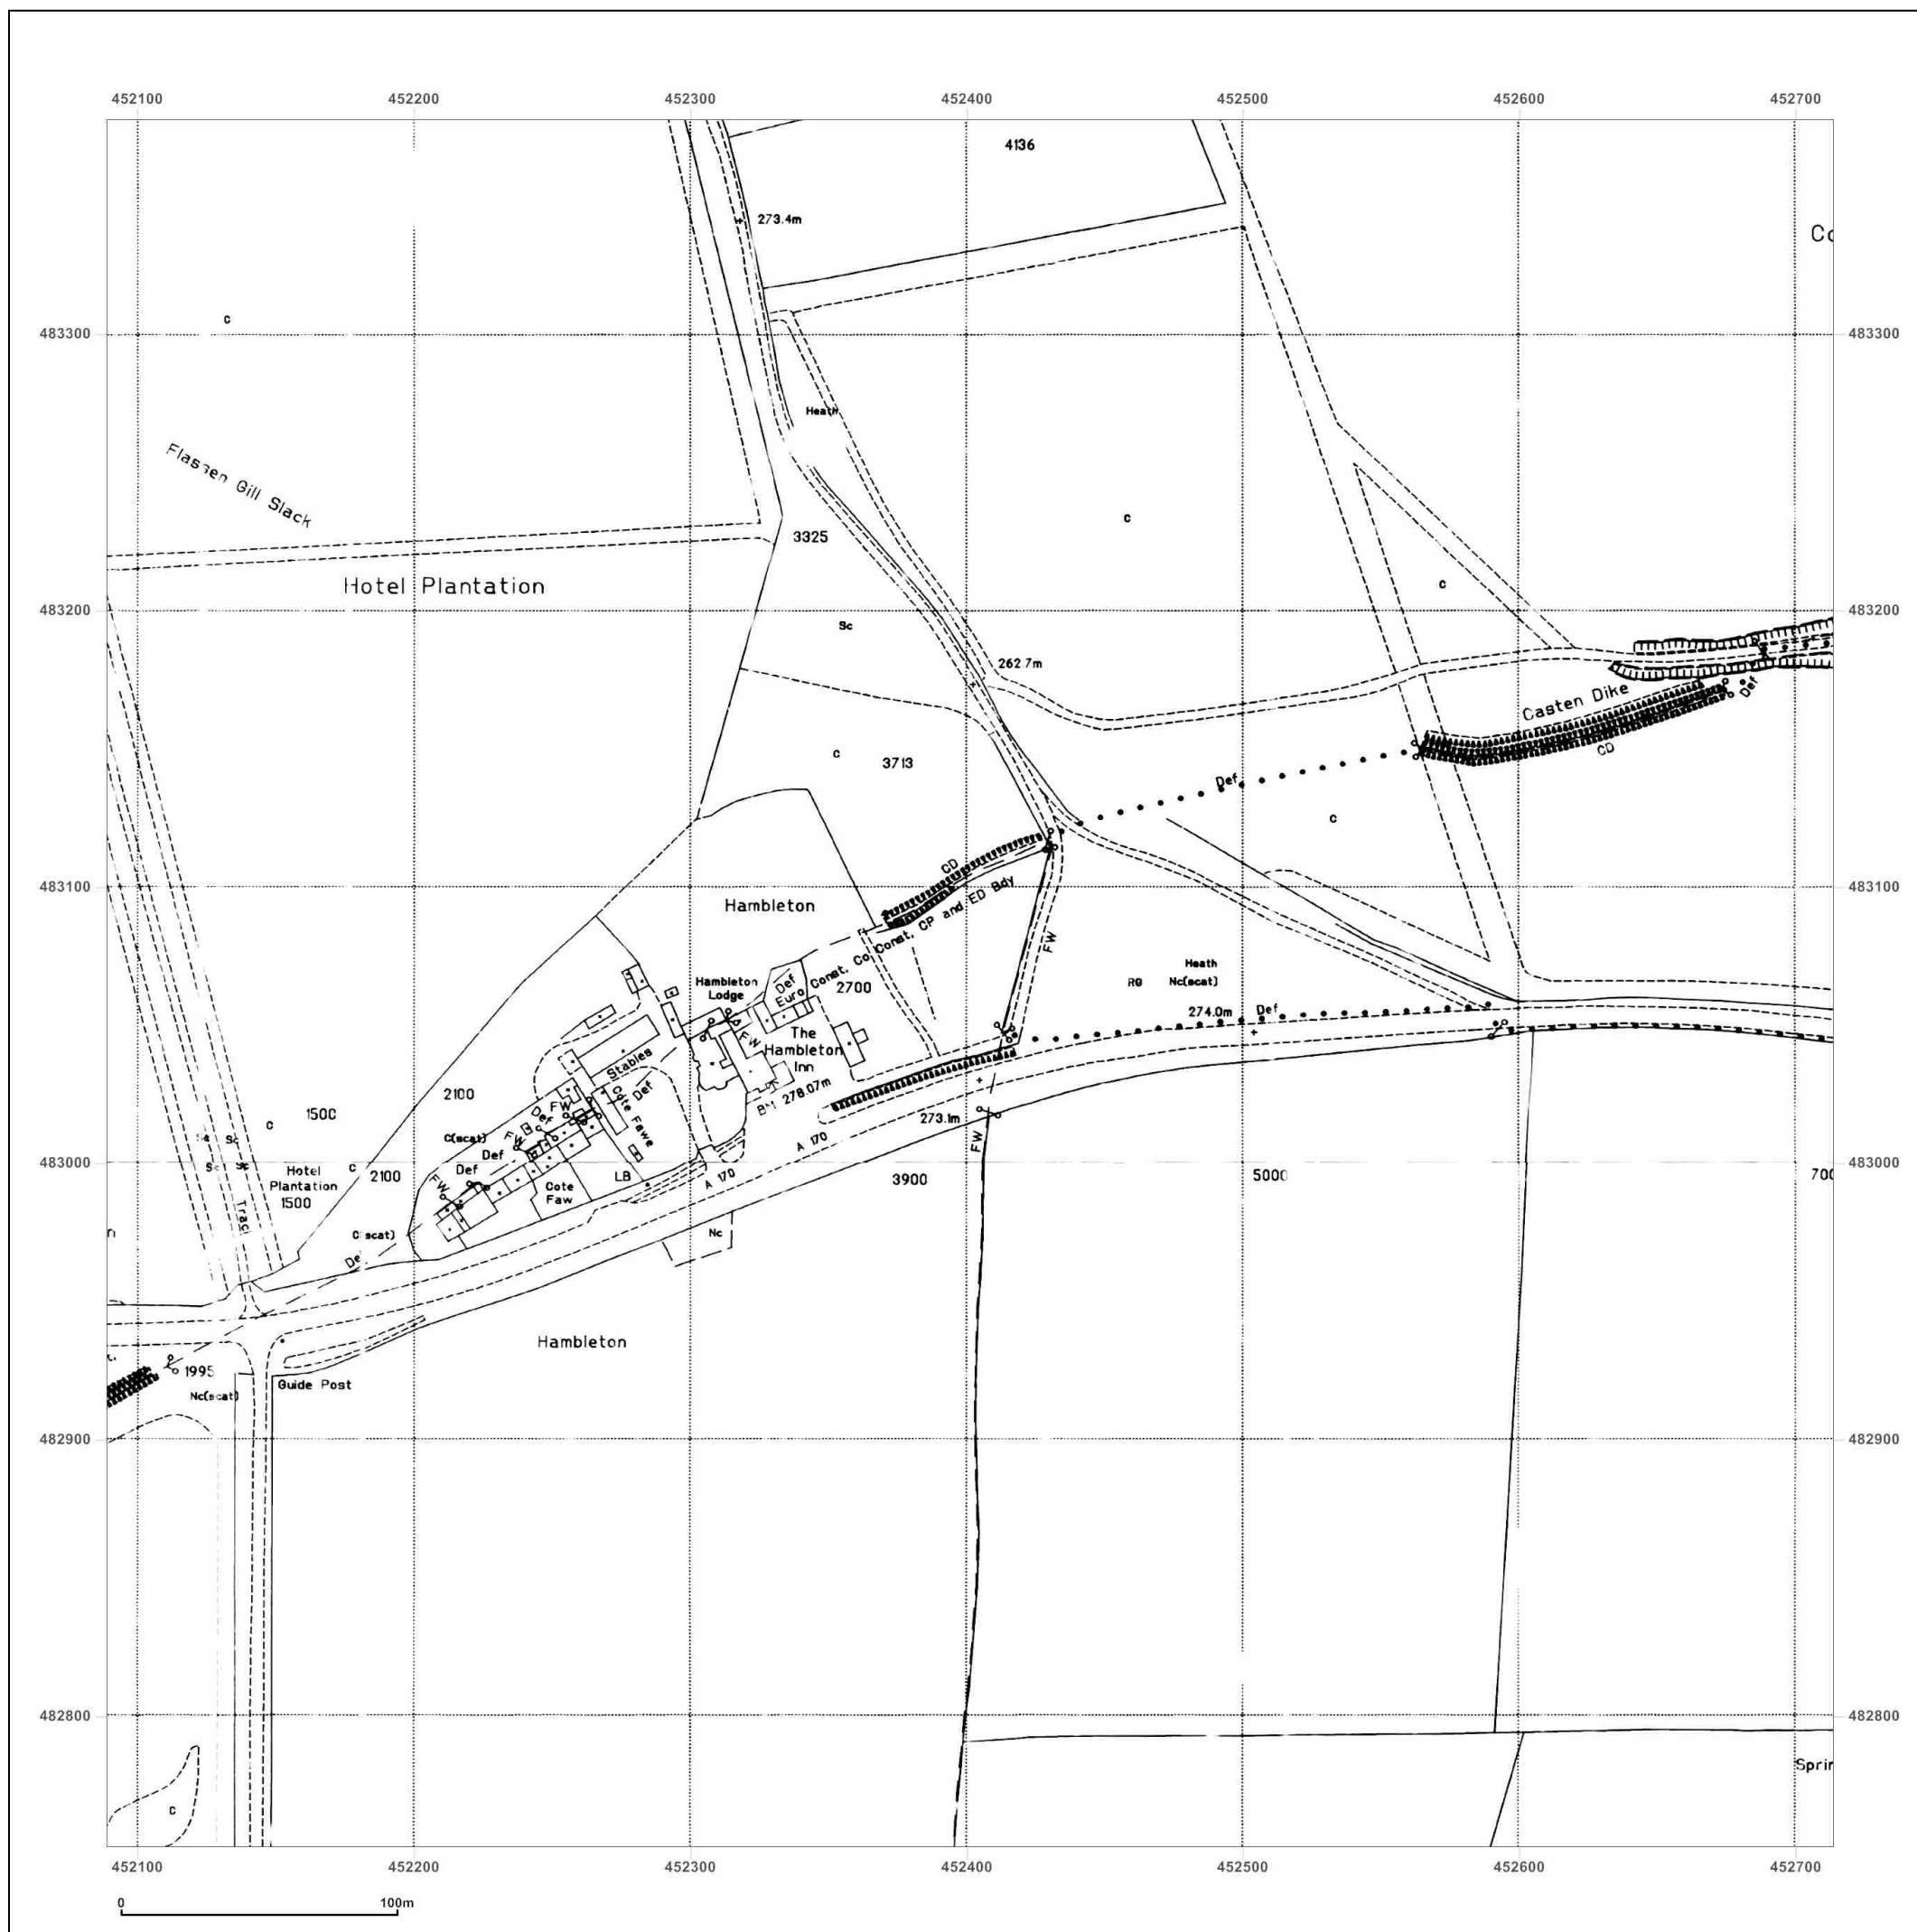 452100 452200 452300 452400 452500 452600 452700
4136
273.4m
483300 483300
C
Heath
Flassen Gill Slack
C
3325
Hotel Plantation
C
483200 483200
Sc
262.7m
Casten Dike
Def
CD
C
3713
Def
C
CD
483100 483100
Const, Co Const, CP and ED Bdy
Hambleton
FW
Heath
RG Nc(scat)
Hambleton
Lodge
Def
Euro
2700
274.0m
Def
FW
The
Hambleton
Inn
Stables
Def
BM 278.07m
2100
1500
C
FW
Def
Cote Fawe
273.1m
A 170
C(scat)
FW
Def
FW
Sc
Sc
Sc
483000 483000
Hotel
Plantation
1500
C
2100
Def
FW
Cote
Faw
LB
A 170
3900
5000
700
C(scat)
Nc
Hambleton
1995
Nc(scat)
Guide Post
482900 482900
482800 482800
Sprin
C
452100 452200 452300 452400 452500 452600 452700
0 100m